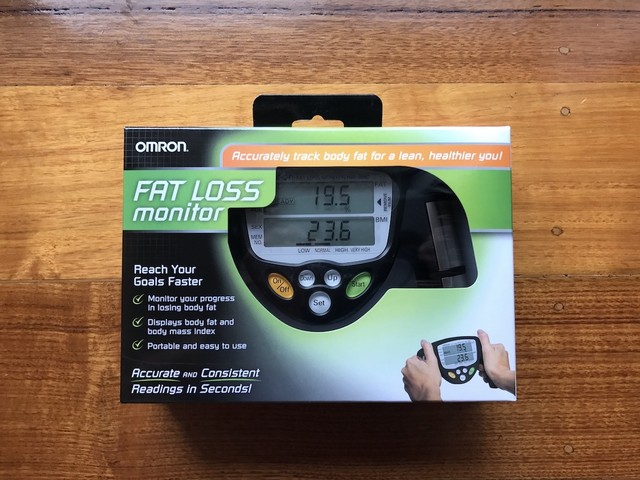 OMRON
Accurately track body fat for a lean, healthier you!
FAT LOSS
monitor
19.5
BMI
23.6
MEM
NO.
LOW NORMAL HIGH VERY HIGH
On/Off
Down
Up
Start
Set
Reach Your
Goals Faster
Monitor your progress
in losing body fat
Displays body fat and
body mass index
Portable and easy to use
Accurate AND Consistent
Readings in Seconds!
19.5
23.6